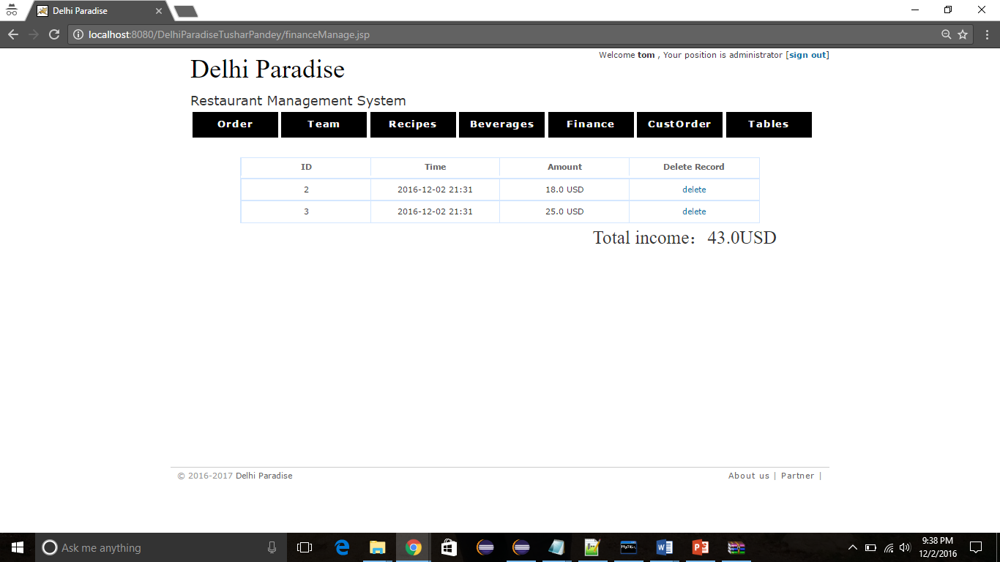 Delhi Paradise
localhost:8080/DelhiParadiseTusharPandey/financeManage.jsp
Welcome tom , Your position is administrator [sign out]
Delhi Paradise
Restaurant Management System
Order Team Recipes Beverages Finance CustOrder Tables
ID Time Amount Delete Record
2 2016-12-02 21:31 18.0 USD delete
3 2016-12-02 21:31 25.0 USD delete
Total income：43.0USD
© 2016-2017 Delhi Paradise About us | Partner |
Ask me anything
9:38 PM
12/2/2016